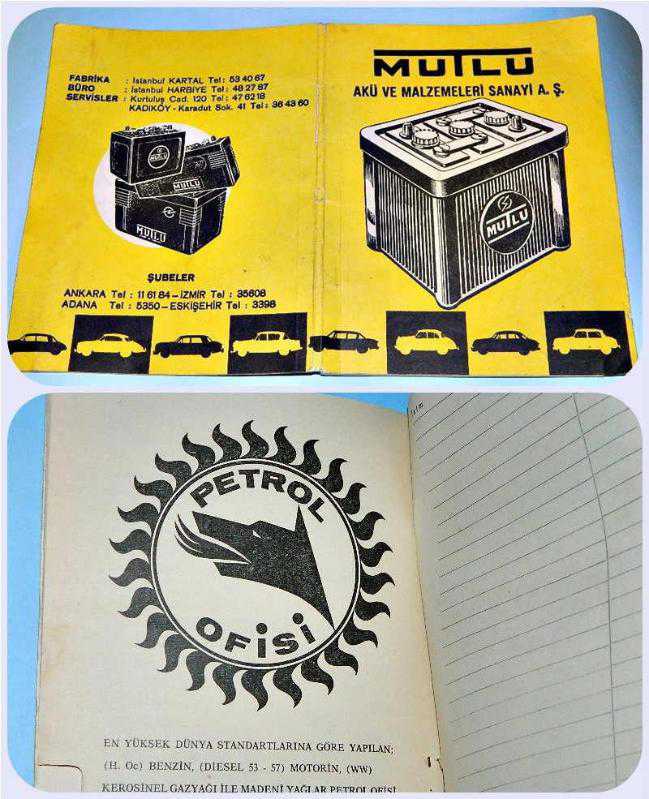 FABRİKA : İstanbul KARTAL Tel: 53 40 67
BÜRO : İstanbul HARBİYE Tel: 48 27 87
SERVİSLER : Kurtuluş Cad. 120 Tel: 47 62 18
KADIKÖY - Karadut Sok. 41 Tel: 36 43 60
MUTLU
MUTLU
MUTLU
ŞUBELER
ANKARA Tel : 11 61 84 – İZMİR Tel : 35608
ADANA Tel : 5350 – ESKİŞEHİR Tel : 3398
MUTLU
AKÜ VE MALZEMELERİ SANAYİ A. Ş.
MUTLU
PETROL
OFİSİ
EN YÜKSEK DÜNYA STANDARTLARINA GÖRE YAPILAN;
(H. Oc) BENZİN, (DIESEL 53 - 57) MOTORİN, (WW)
KEROSİNEL GAZYAĞI İLE MADENİ YAĞLAR PETROL OFİSİ
İsim